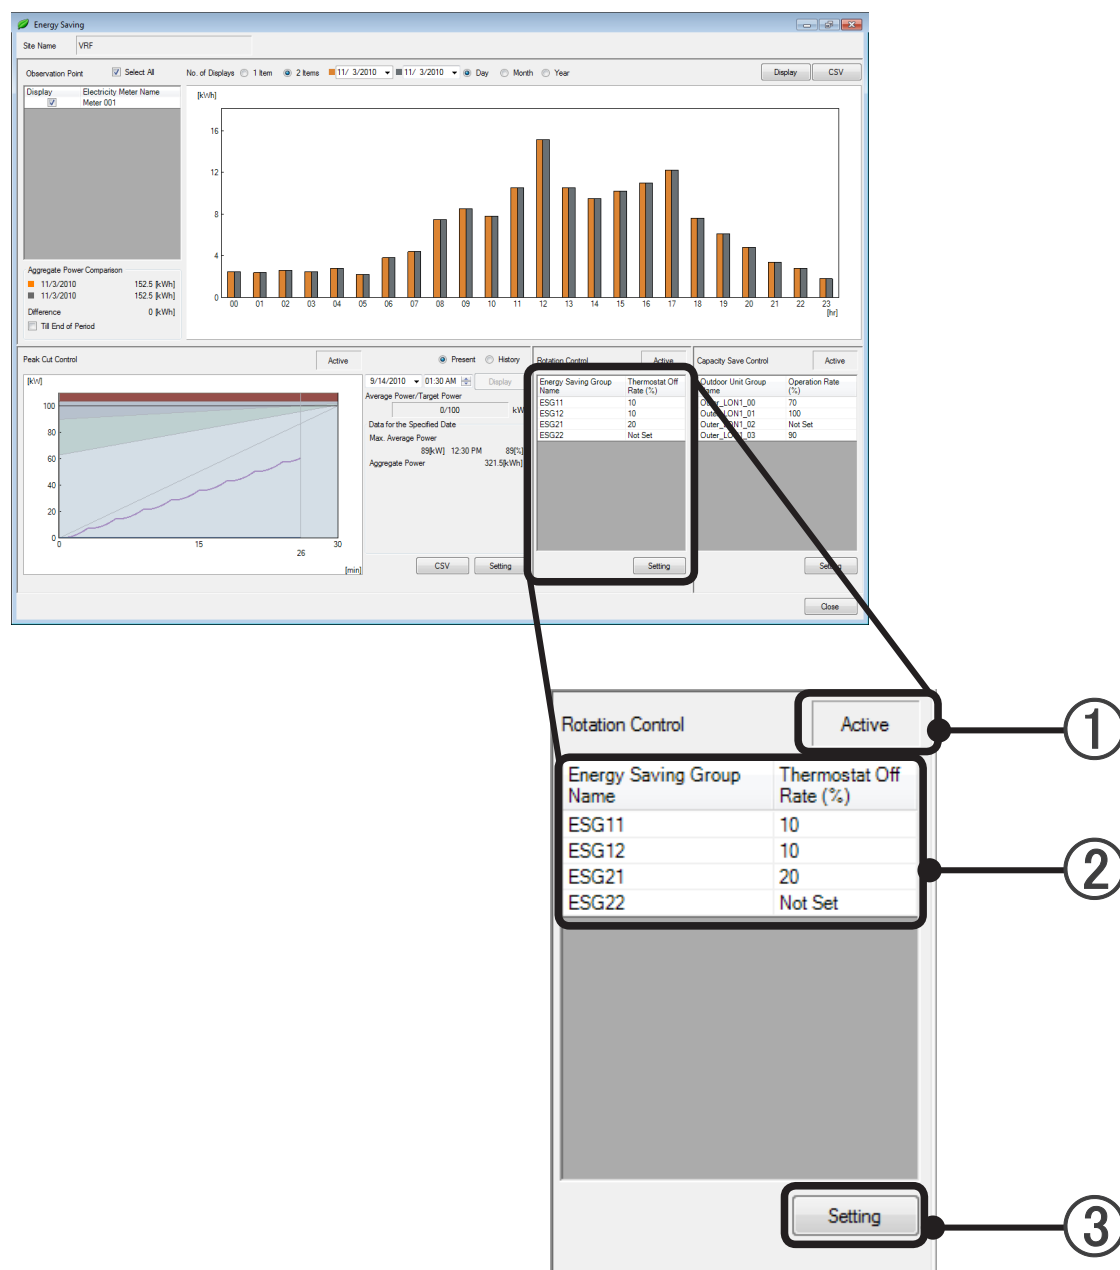 Energy Saving
Site Name VRF
Observation Point Select All No. of Displays 1 Item 2 Items 11/ 3/2010 11/ 3/2010 Day Month Year Display CSV
Display Electricity Meter Name
Meter 001
[kWh]
16
12
8
4
0
00 01 02 03 04 05 06 07 08 09 10 11 12 13 14 15 16 17 18 19 20 21 22 23
[hr]
Aggregate Power Comparison
11/3/2010 152.5 [kWh]
11/3/2010 152.5 [kWh]
Difference 0 [kWh]
Till End of Period
Peak Cut Control Active
[kW]
100
80
60
40
20
0
0 15 26 30
[min]
Present History
9/14/2010 01:30 AM Display
Average Power/Target Power
0/100 kW
Data for the Specified Date
Max. Average Power
89[kW] 12:30 PM 89[%]
Aggregate Power 321.5[kWh]
CSV Setting
Rotation Control Active
Energy Saving Group Name Thermostat Off Rate (%)
ESG11 10
ESG12 10
ESG21 20
ESG22 Not Set
Setting
Capacity Save Control Active
Outdoor Unit Group Name Operation Rate (%)
Outer_LON1_00 70
Outer_LON1_01 100
Outer_LON1_02 Not Set
Outer_LON1_03 90
Setting
Close
Rotation Control Active
1
Energy Saving Group Thermostat Off
Name Rate (%)
ESG11 10
ESG12 10
ESG21 20
ESG22 Not Set
2
Setting
3